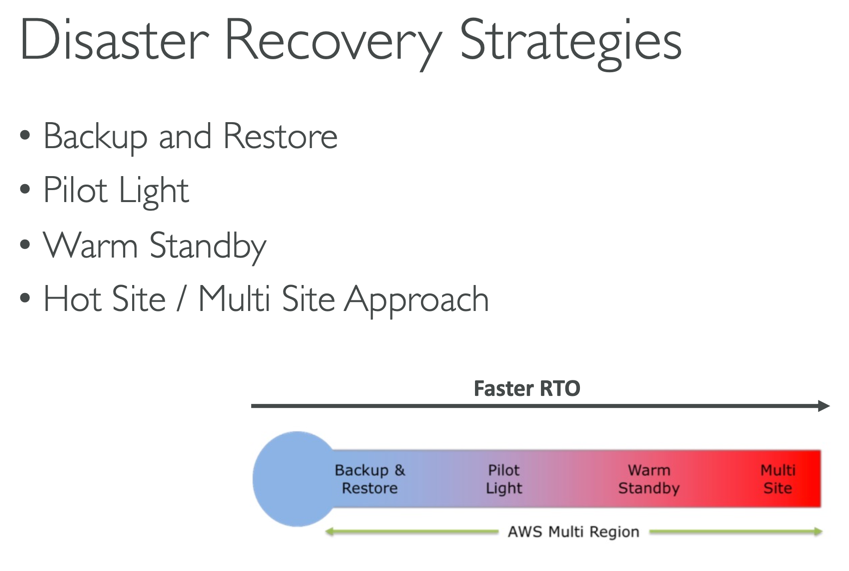 Disaster Recovery Strategies
• Backup and Restore
• Pilot Light
• Warm Standby
• Hot Site / Multi Site Approach
Faster RTO
Backup &
Restore
Pilot
Light
Warm
Standby
Multi
Site
AWS Multi Region